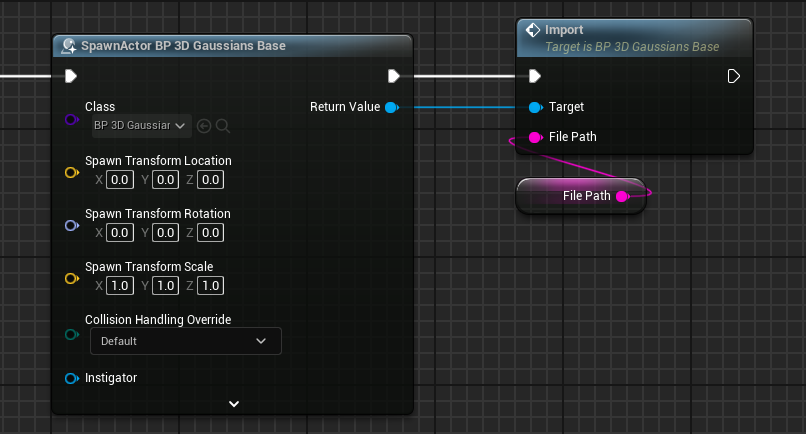 SpawnActor BP 3D Gaussians Base
Class
BP 3D Gaussiar
Return Value
Spawn Transform Location
X 0.0 Y 0.0 Z 0.0
Spawn Transform Rotation
X 0.0 Y 0.0 Z 0.0
Spawn Transform Scale
X 1.0 Y 1.0 Z 1.0
Collision Handling Override
Default
Instigator
Import
Target is BP 3D Gaussians Base
Target
File Path
File Path